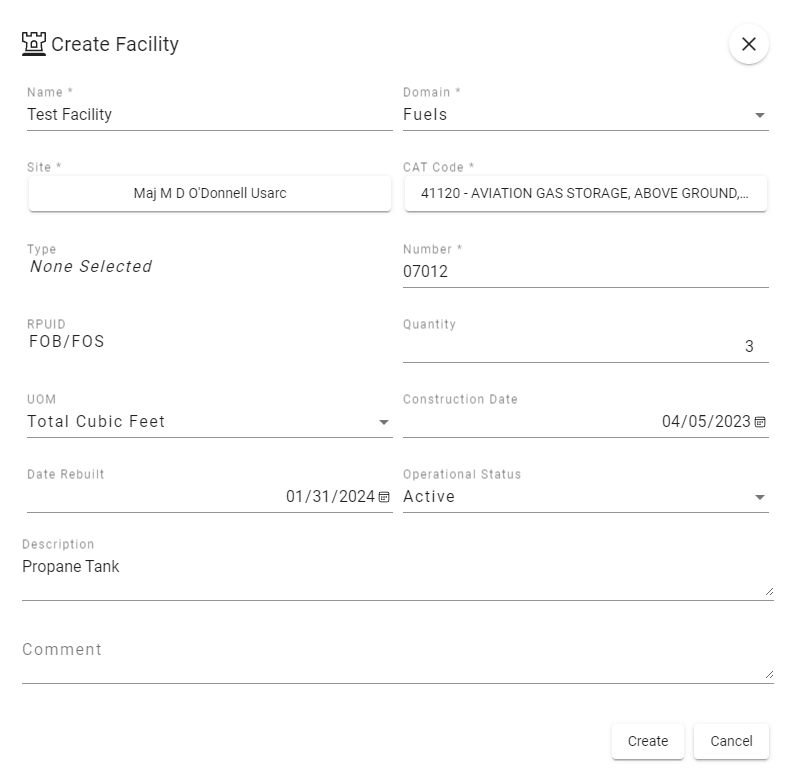 Create Facility
Name *
Domain *
Test Facility
Fuels
Site *
CAT Code *
Maj M D O'Donnell Usarc
41120 - AVIATION GAS STORAGE, ABOVE GROUND,...
Type
Number *
None Selected
07012
RPUID
Quantity
FOB/FOS
3
UOM
Construction Date
Total Cubic Feet
04/05/2023
Date Rebuilt
Operational Status
01/31/2024
Active
Description
Propane Tank
Comment
Create
Cancel